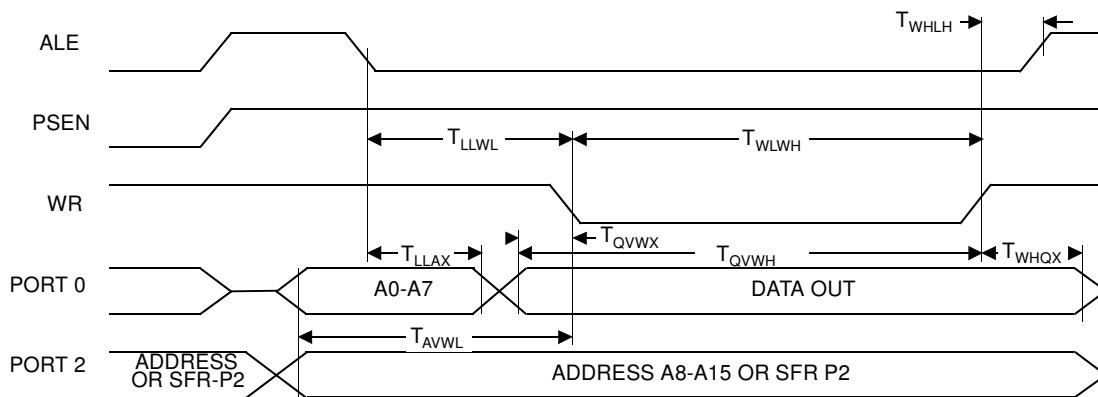 ALE
T_WHLH
PSEN
T_LLWL
T_WLWH
WR
T_LLAX
T_QVWX
T_QVWH
T_WHQX
PORT 0
A0-A7
DATA OUT
T_AVWL
PORT 2
ADDRESS
OR SFR-P2
ADDRESS A8-A15 OR SFR P2